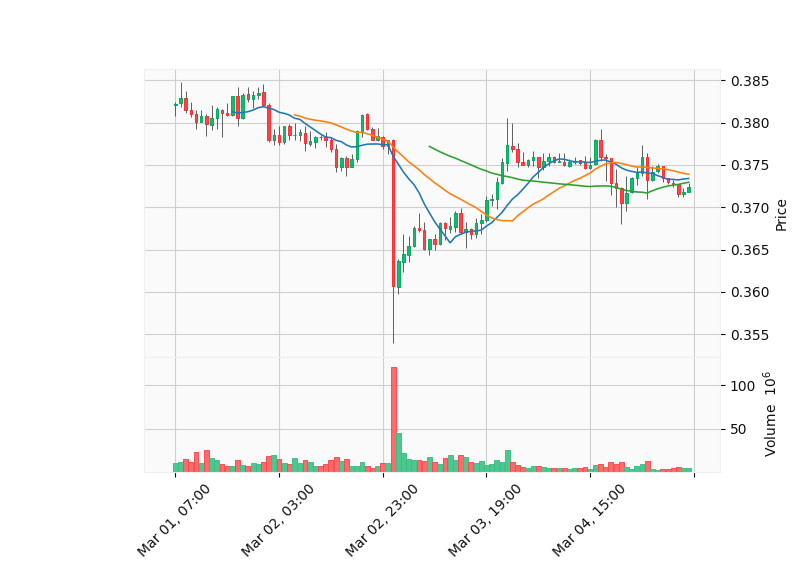 0.385
0.380
0.375
0.370
0.365
0.360
0.355
Price
100
50
Volume 10⁶
Mar 01, 07:00
Mar 02, 03:00
Mar 02, 23:00
Mar 03, 19:00
Mar 04, 15:00